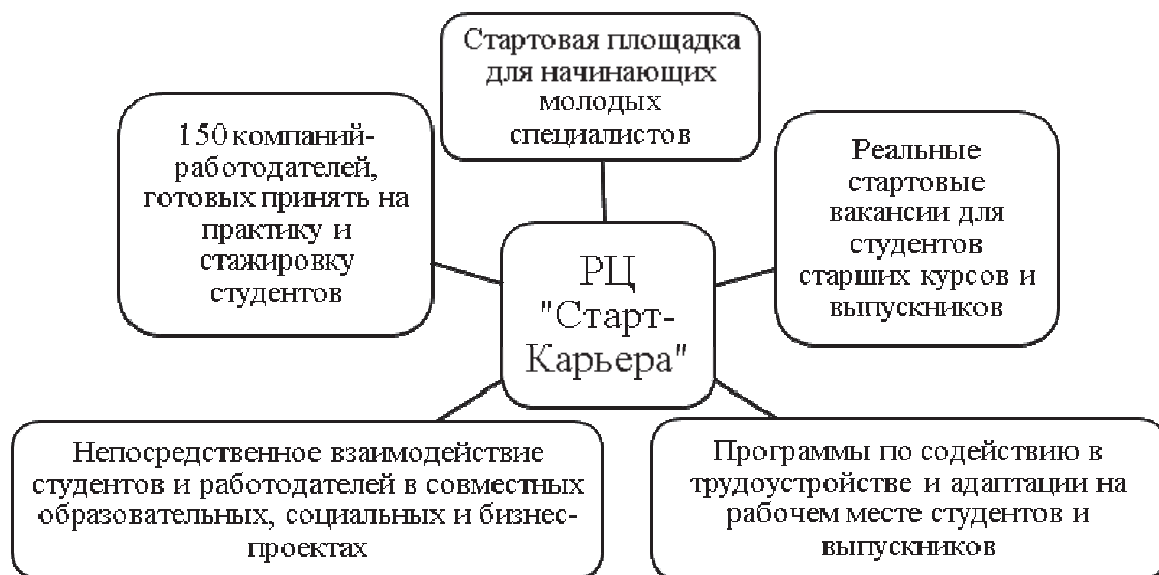 Стартовая площадка
для начинающих
молодых
специалистов
150 компаний-
работодателей,
готовых принять на
практику и
стажировку
студентов
Реальные
стартовые
вакансии для
студентов
старших курсов и
выпускников
РЦ
"Старт-
Карьера"
Непосредственное взаимодействие
студентов и работодателей в совместных
образовательных, социальных и бизнес-
проектах
Программы по содействию в
трудоустройстве и адаптации на
рабочем месте студентов и
выпускников